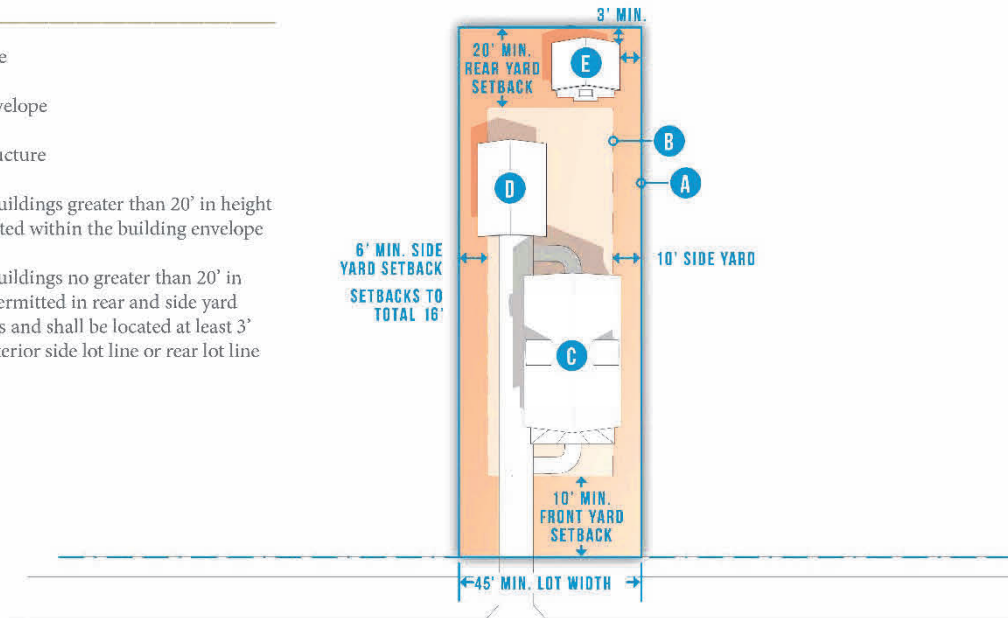 e
velope
ucture
uildings greater than 20’ in height
ted within the building envelope
uildings no greater than 20’ in
ermitted in rear and side yard
s and shall be located at least 3’
terior side lot line or rear lot line
3' MIN.
20' MIN.
REAR YARD
SETBACK
E
B
A
D
6' MIN. SIDE
YARD SETBACK
10' SIDE YARD
SETBACKS TO
TOTAL 16'
C
10' MIN.
FRONT YARD
SETBACK
45' MIN. LOT WIDTH